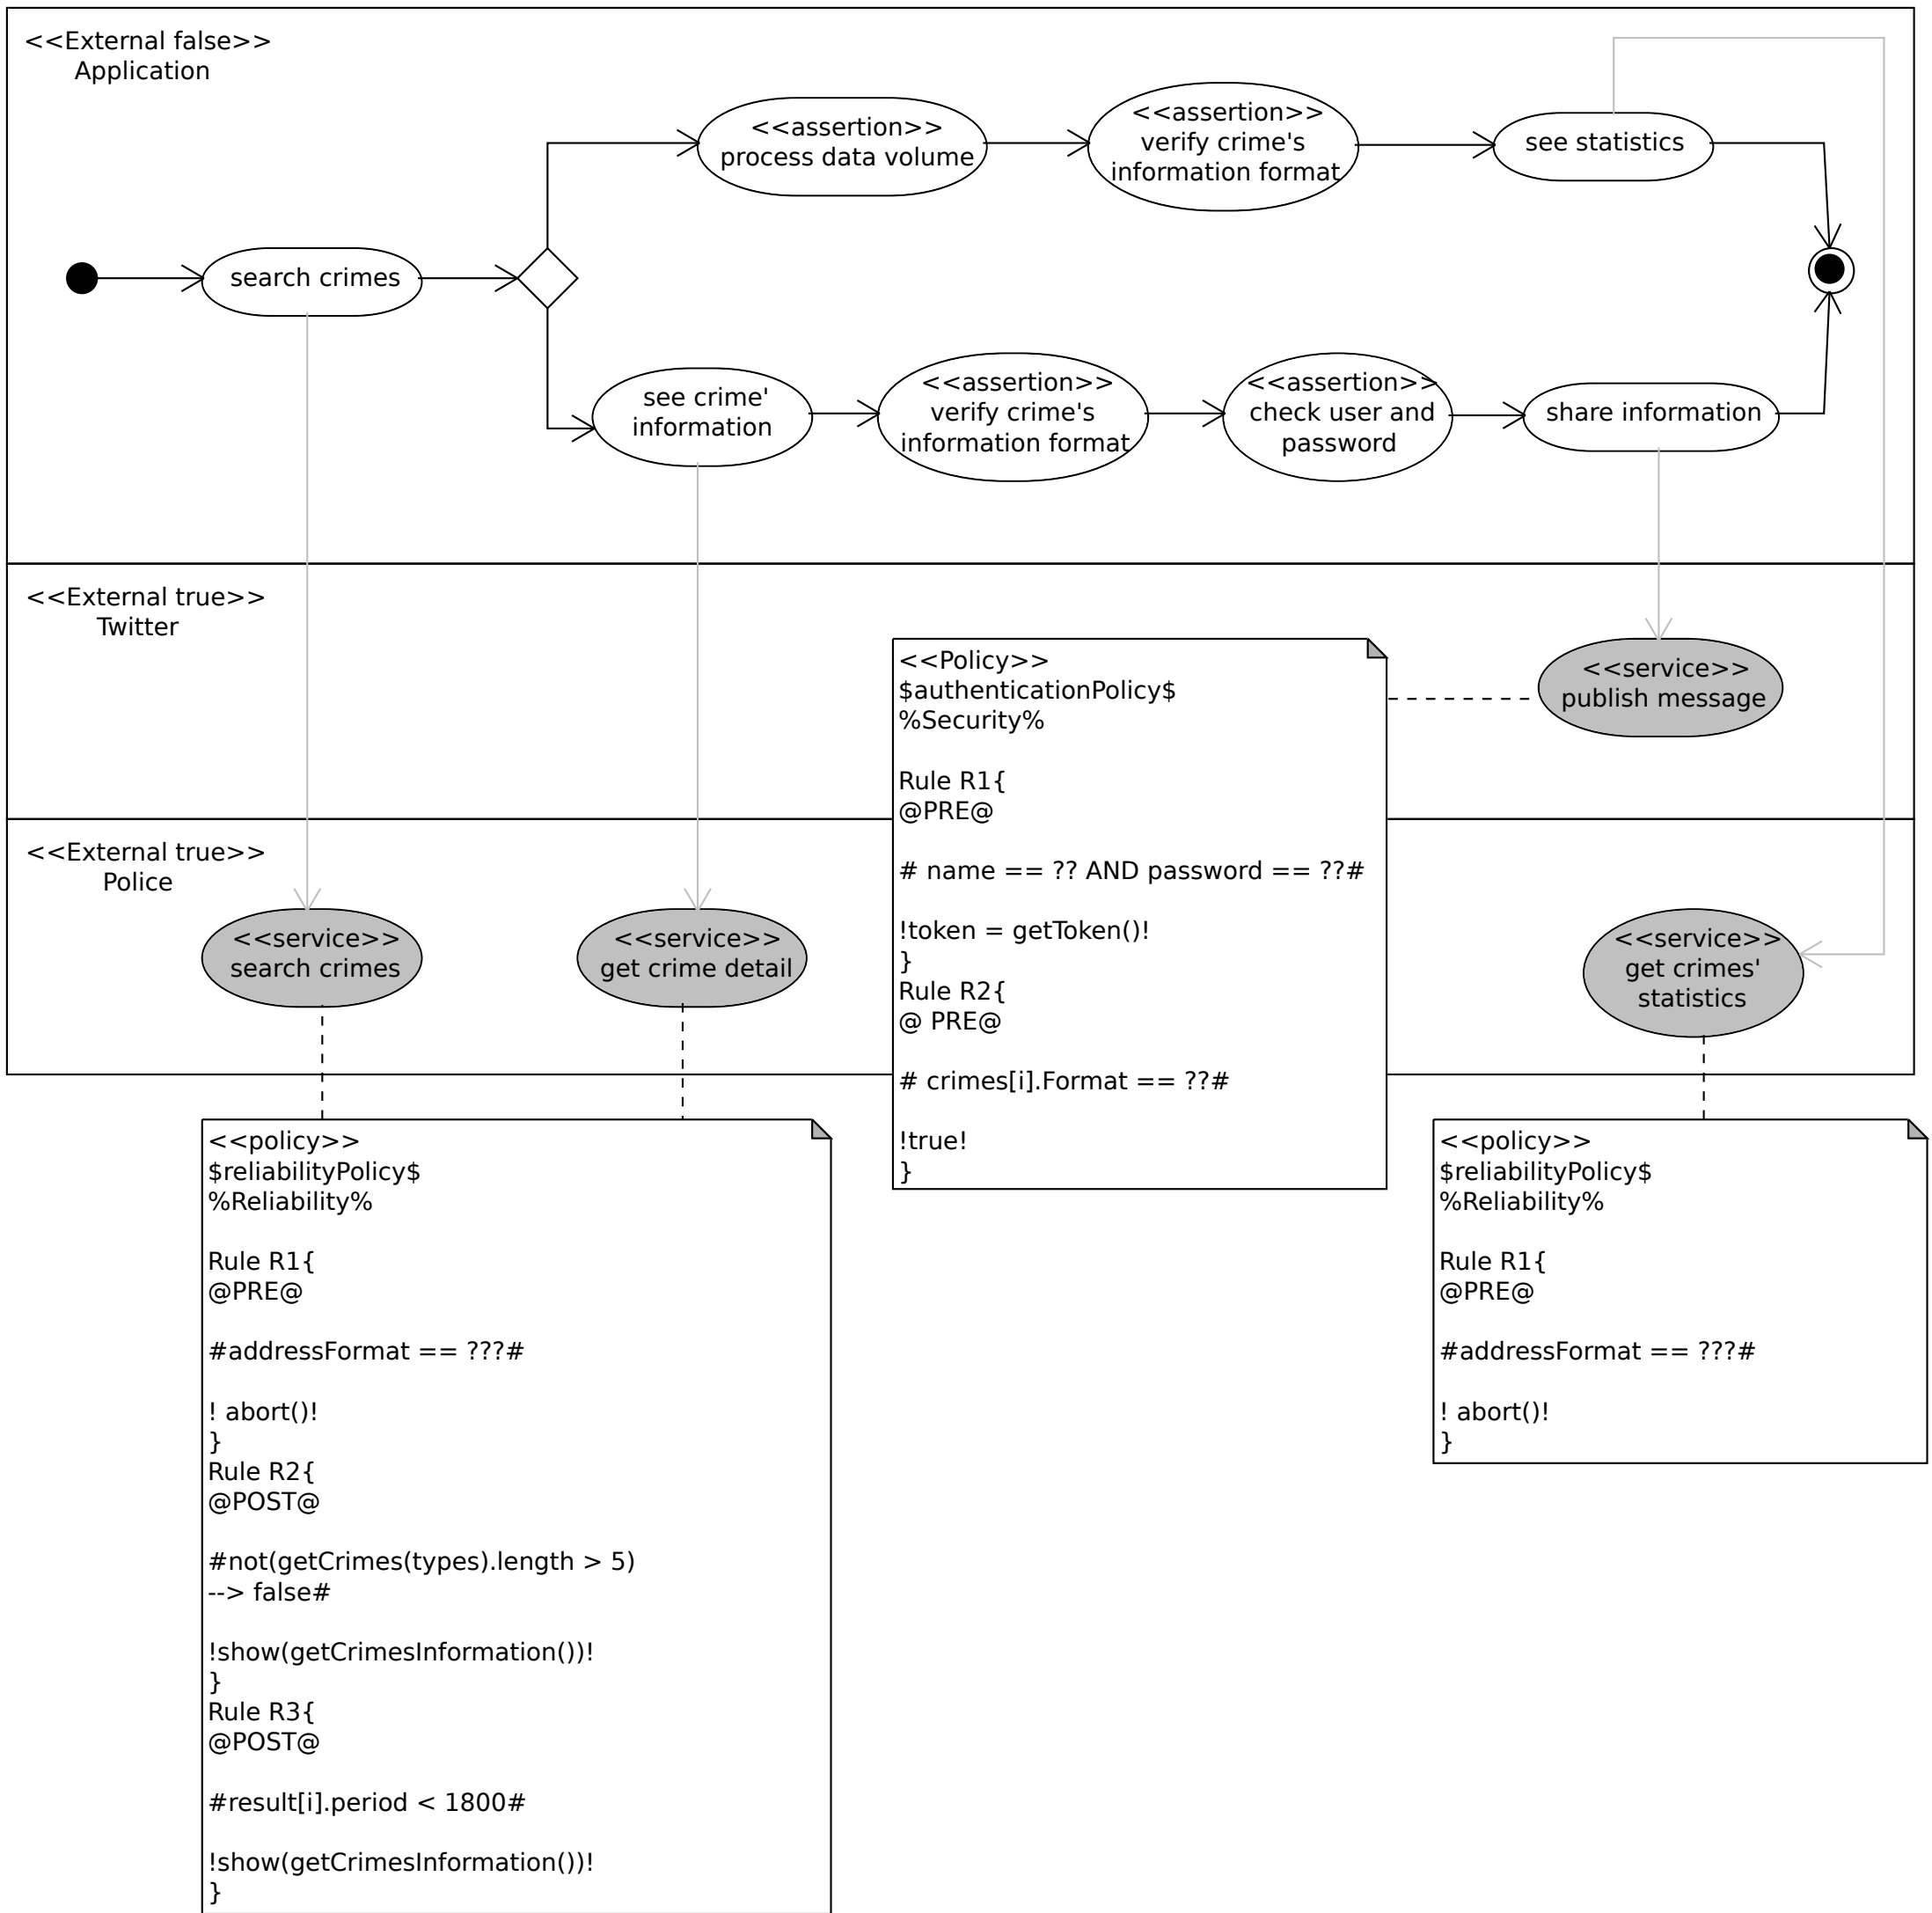 <<External false>>
Application
<<assertion>>
process data volume
<<assertion>>
verify crime's
information format
see statistics
search crimes
see crime'
information
<<assertion>>
verify crime's
information format
<<assertion>>
check user and
password
share information
<<External true>>
Twitter
<<service>>
publish message
<<Policy>>
$authenticationPolicy$
%Security%
Rule R1{
@PRE@
# name == ?? AND password == ??#
!token = getToken()!
}
Rule R2{
@ PRE@
# crimes[i].Format == ??#
!true!
}
<<External true>>
Police
<<service>>
search crimes
<<service>>
get crime detail
<<service>>
get crimes'
statistics
<<policy>>
$reliabilityPolicy$
%Reliability%
Rule R1{
@PRE@
#addressFormat == ???#
! abort()!
}
Rule R2{
@POST@
#not(getCrimes(types).length > 5)
--> false#
!show(getCrimesInformation())!
}
Rule R3{
@POST@
#result[i].period < 1800#
!show(getCrimesInformation())!
}
<<policy>>
$reliabilityPolicy$
%Reliability%
Rule R1{
@PRE@
#addressFormat == ???#
! abort()!
}